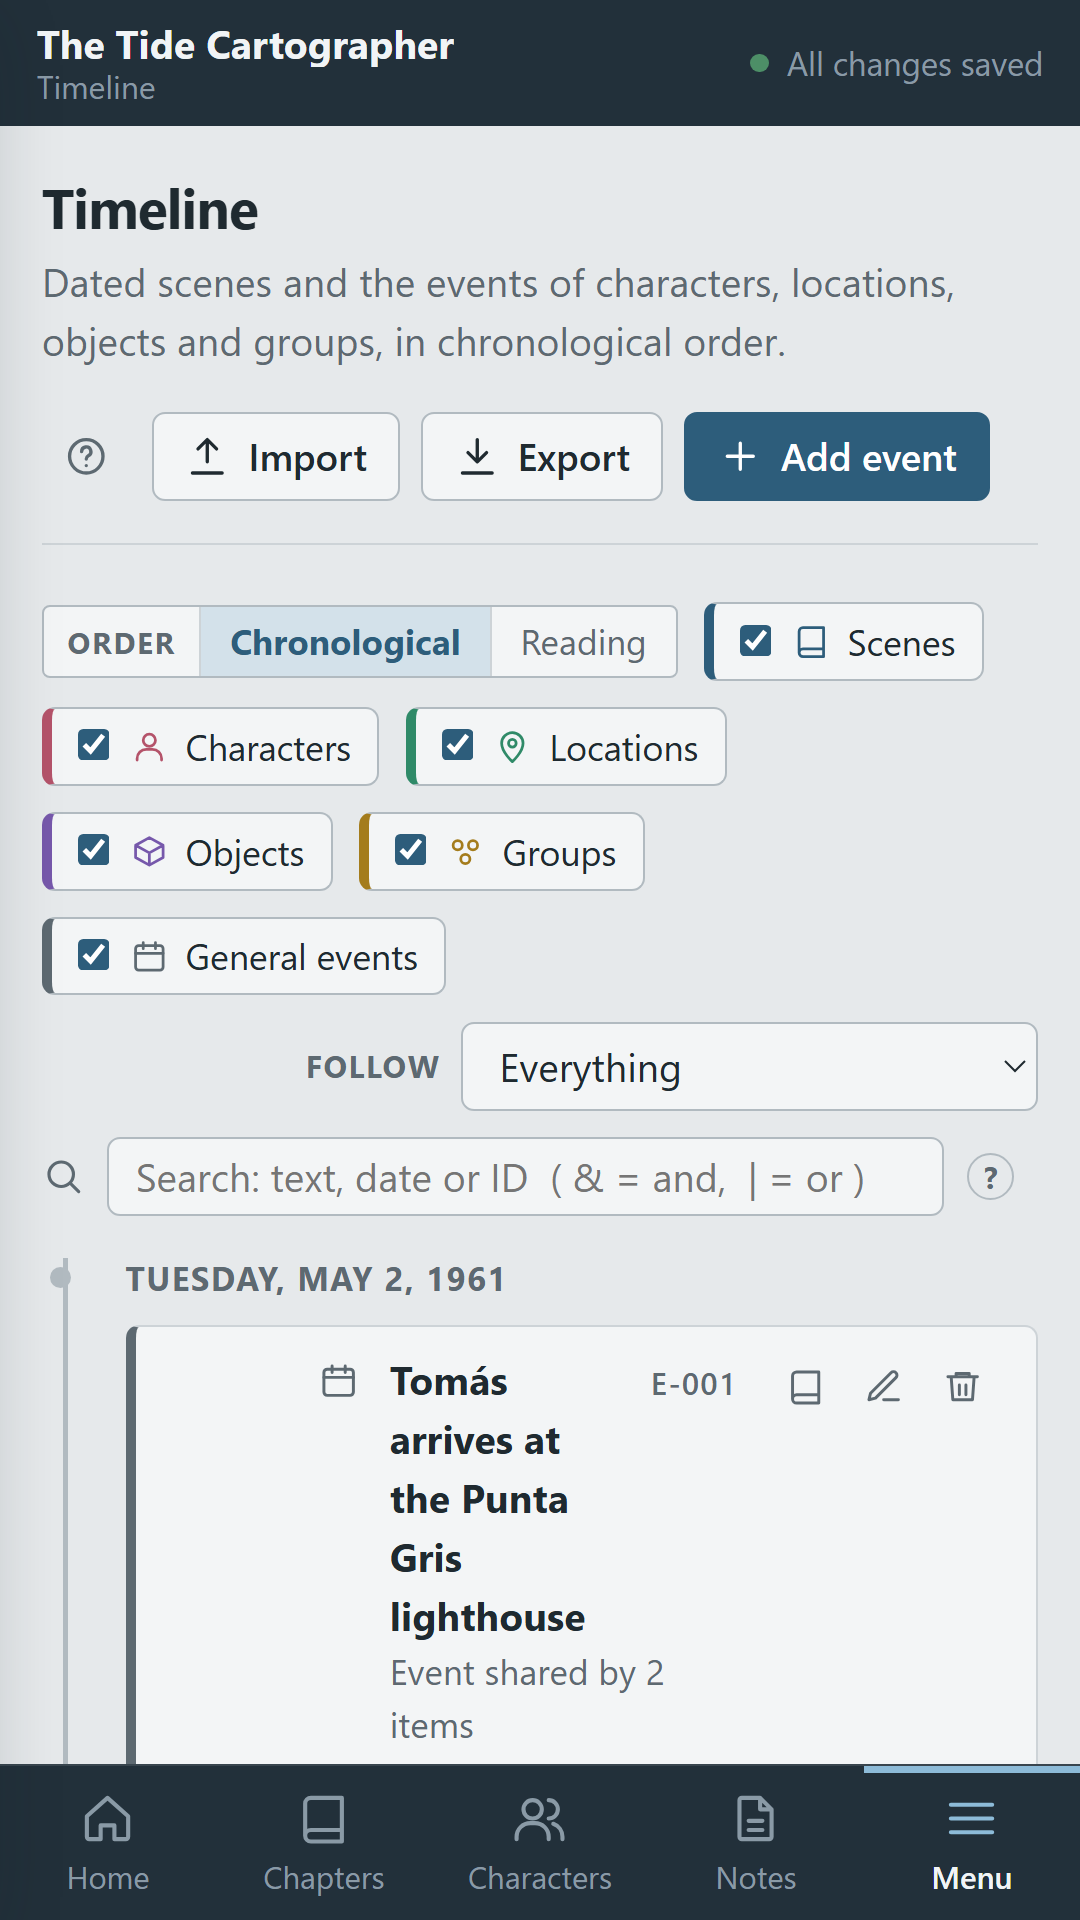 The Tide Cartographer
Timeline
All changes saved
Timeline
Dated scenes and the events of characters, locations,
objects and groups, in chronological order.
Import
Export
Add event
ORDER
Chronological
Reading
Scenes
Characters
Locations
Objects
Groups
General events
FOLLOW
Everything
Search: text, date or ID ( & = and, | = or )
?
TUESDAY, MAY 2, 1961
Tomás
arrives at
the Punta
Gris
lighthouse
E-001
Event shared by 2
items
Home
Chapters
Characters
Notes
Menu